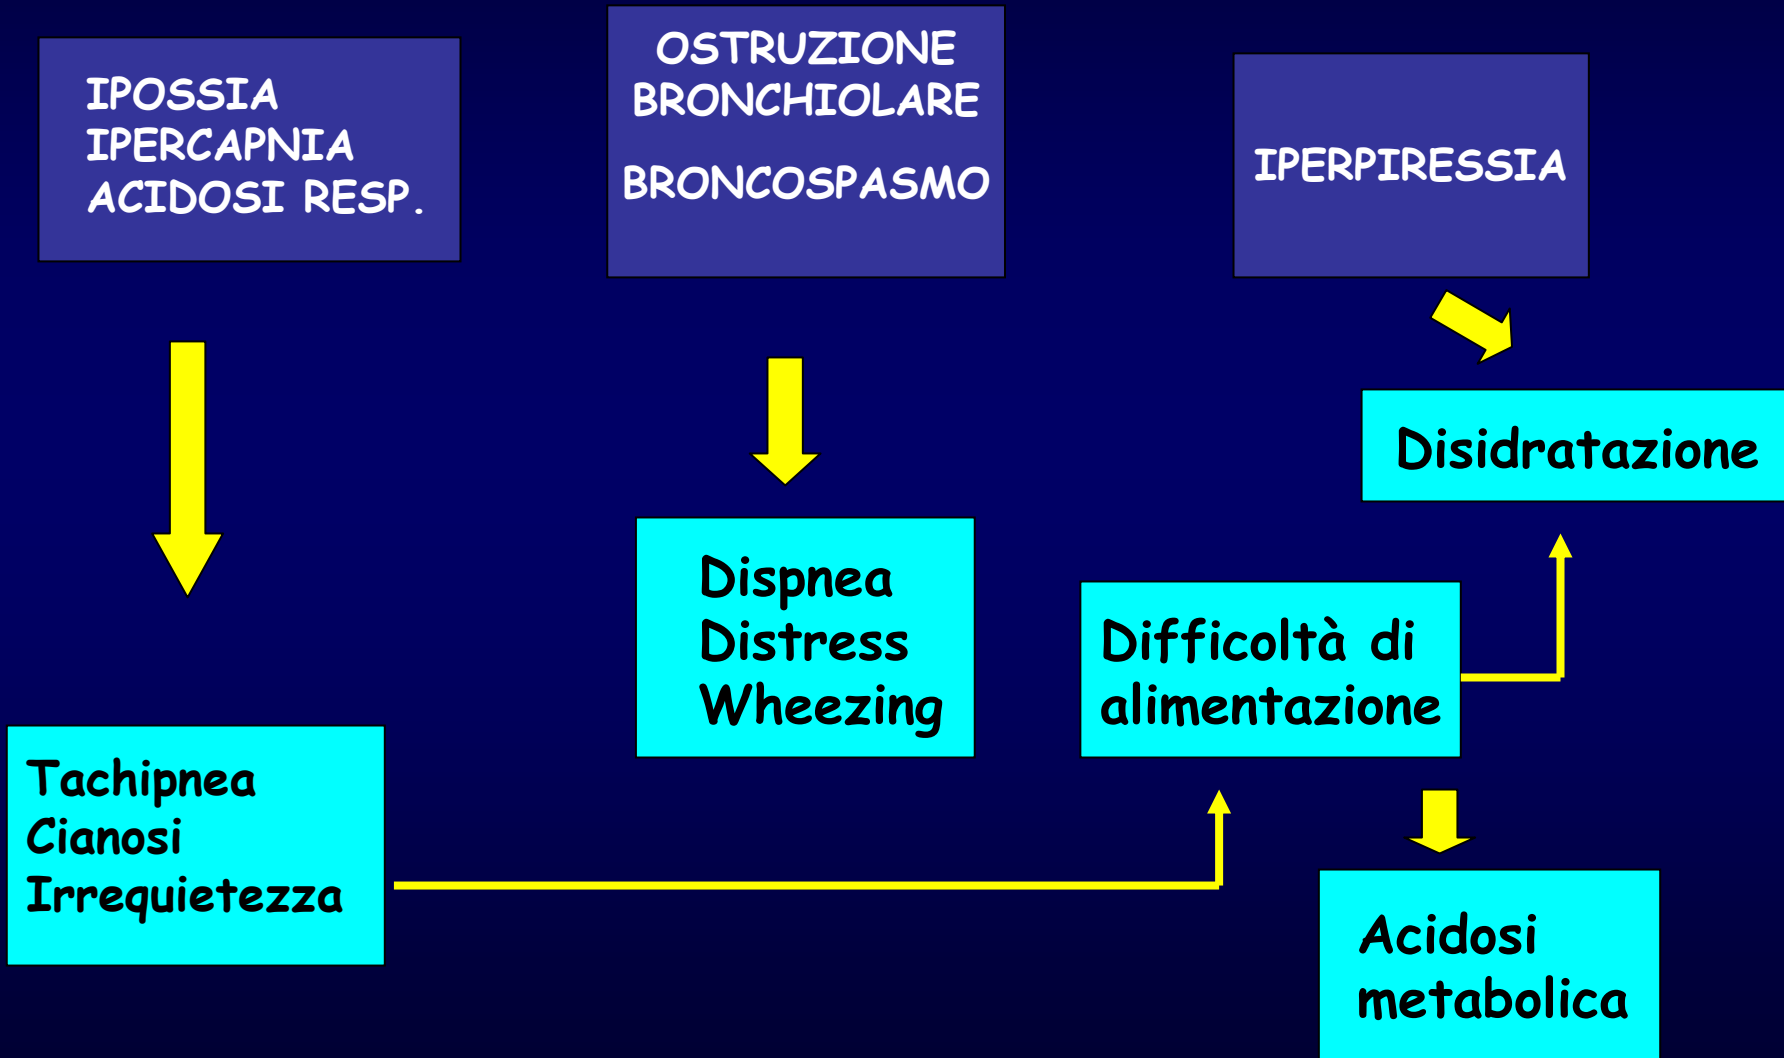 IPOSSIA
IPERCAPNIA
ACIDOSI RESP.
OSTRUZIONE
BRONCHIOLARE
BRONCOSPASMO
IPERPIRESSIA
Disidratazione
Dispnea
Distress
Wheezing
Difficoltà di
alimentazione
Tachipnea
Cianosi
Irrequietezza
Acidosi
metabolica